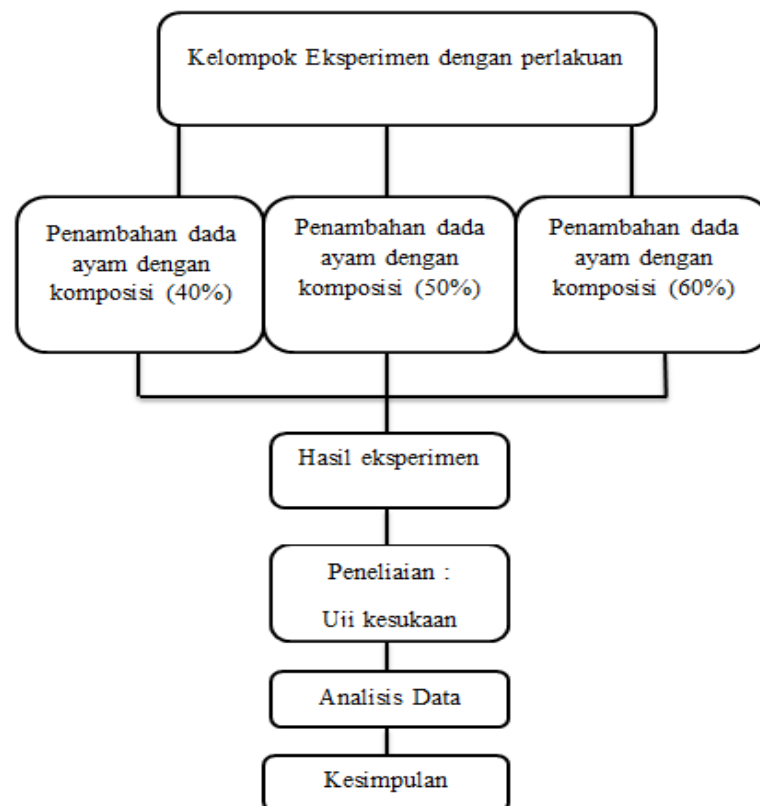 Kelompok Eksperimen dengan perlakuan
Penambahan dada
ayam dengan
komposisi (40%)
Penambahan dada
ayam dengan
komposisi (50%)
Penambahan dada
ayam dengan
komposisi (60%)
Hasil eksperimen
Peneliaian :
Uji kesukaan
Analisis Data
Kesimpulan